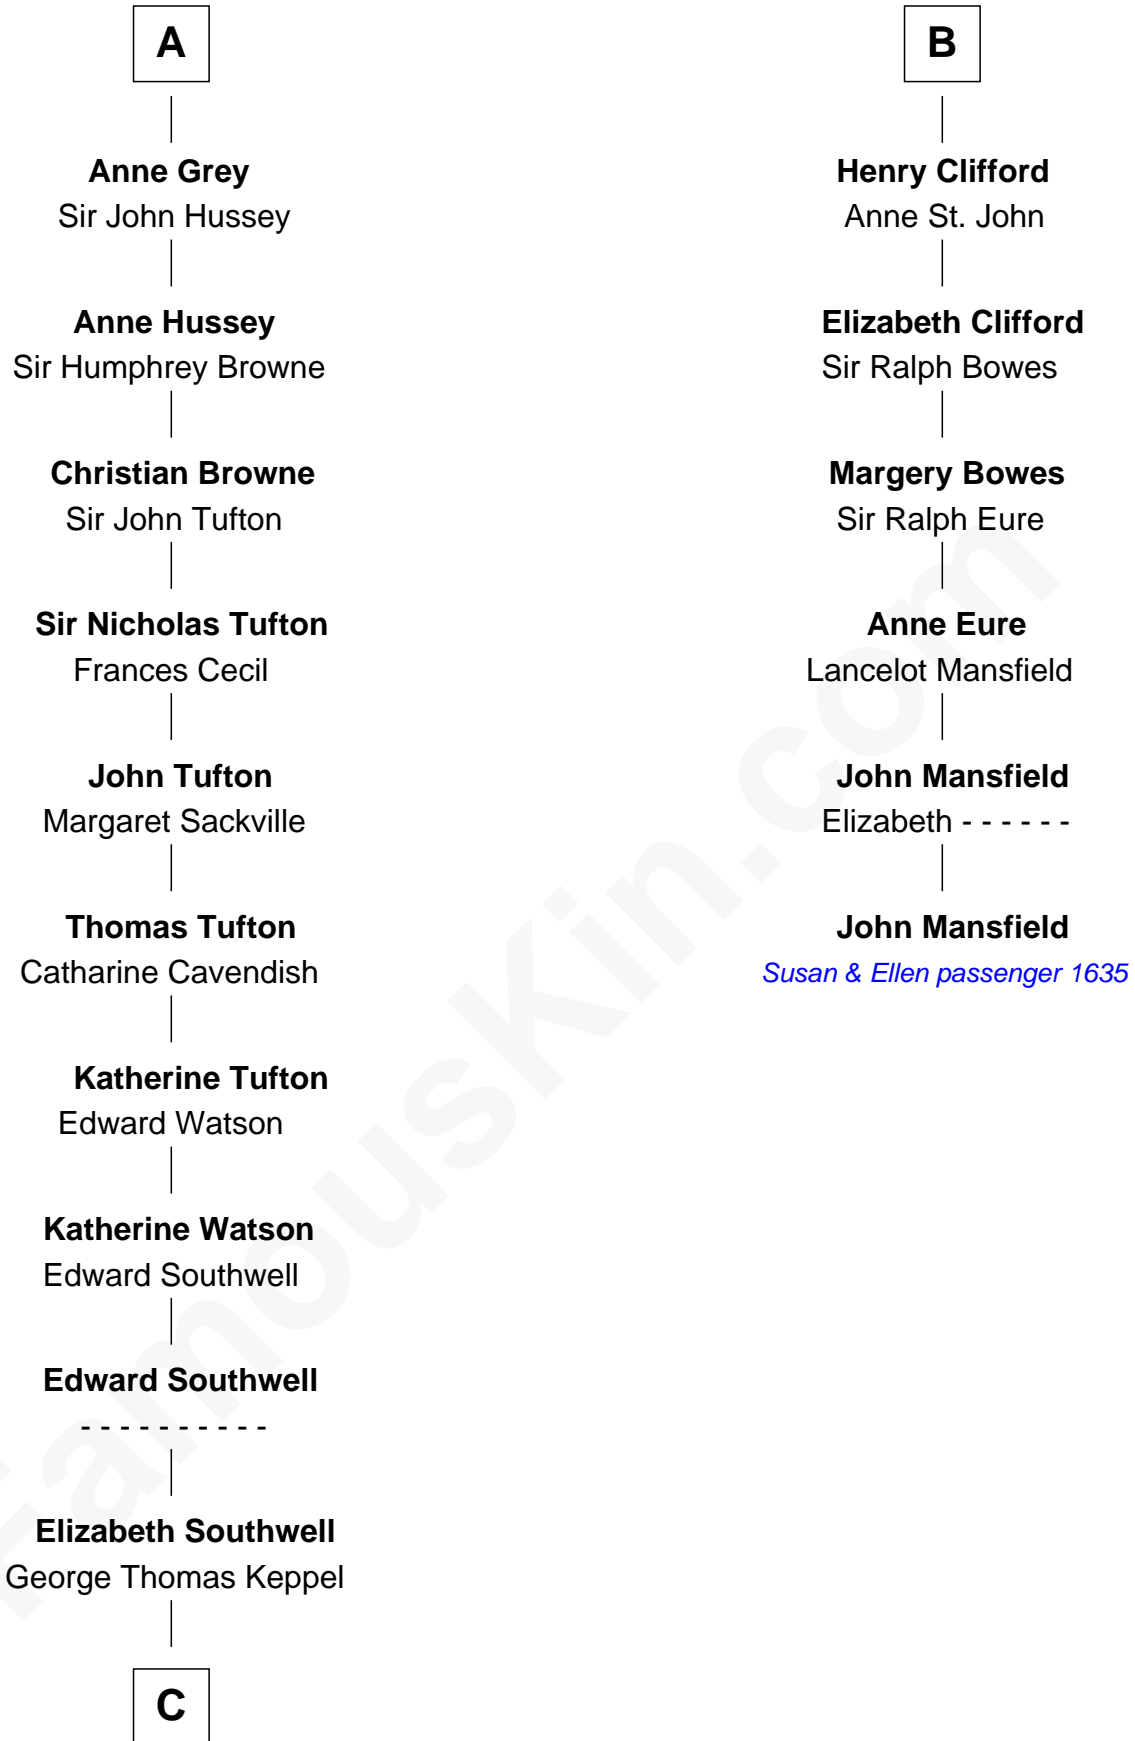 A
Anne Grey
Sir John Hussey
Anne Hussey
Sir Humphrey Browne
Christian Browne
Sir John Tufton
Sir Nicholas Tufton
Frances Cecil
John Tufton
Margaret Sackville
Thomas Tufton
Catharine Cavendish
Katherine Tufton
Edward Watson
Katherine Watson
Edward Southwell
Edward Southwell
- - - - - - - - - -
Elizabeth Southwell
George Thomas Keppel
C
B
Henry Clifford
Anne St. John
Elizabeth Clifford
Sir Ralph Bowes
Margery Bowes
Sir Ralph Eure
Anne Eure
Lancelot Mansfield
John Mansfield
Elizabeth - - - - - -
John Mansfield
Susan & Ellen passenger 1635
FamousKin.com